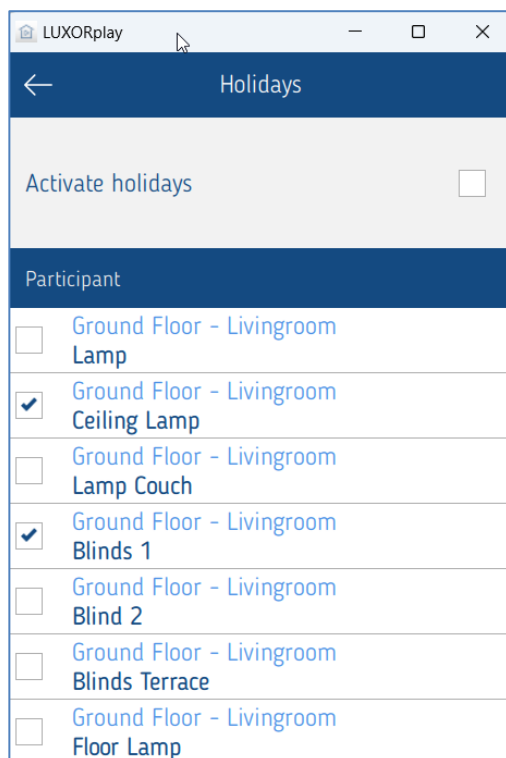 LUXORplay
Holidays
Activate holidays
Participant
Ground Floor - Livingroom
Lamp
Ground Floor - Livingroom
Ceiling Lamp
Ground Floor - Livingroom
Lamp Couch
Ground Floor - Livingroom
Blinds 1
Ground Floor - Livingroom
Blind 2
Ground Floor - Livingroom
Blinds Terrace
Ground Floor - Livingroom
Floor Lamp